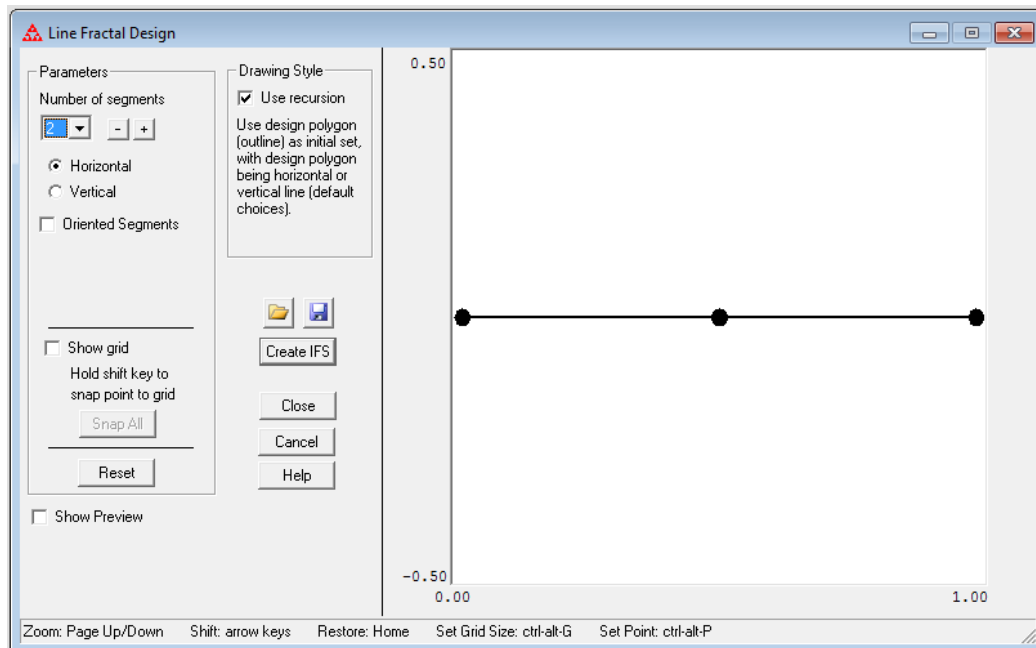 Line Fractal Design
Parameters
Number of segments
2
-
+
Horizontal
Vertical
Oriented Segments
Show grid
Hold shift key to
snap point to grid
Snap All
Reset
Show Preview
Drawing Style
Use recursion
Use design polygon
(outline) as initial set,
with design polygon
being horizontal or
vertical line (default
choices).
Create IFS
Close
Cancel
Help
0.50
-0.50
0.00 1.00
Zoom: Page Up/Down Shift: arrow keys Restore: Home Set Grid Size: ctrl-alt-G Set Point: ctrl-alt-P